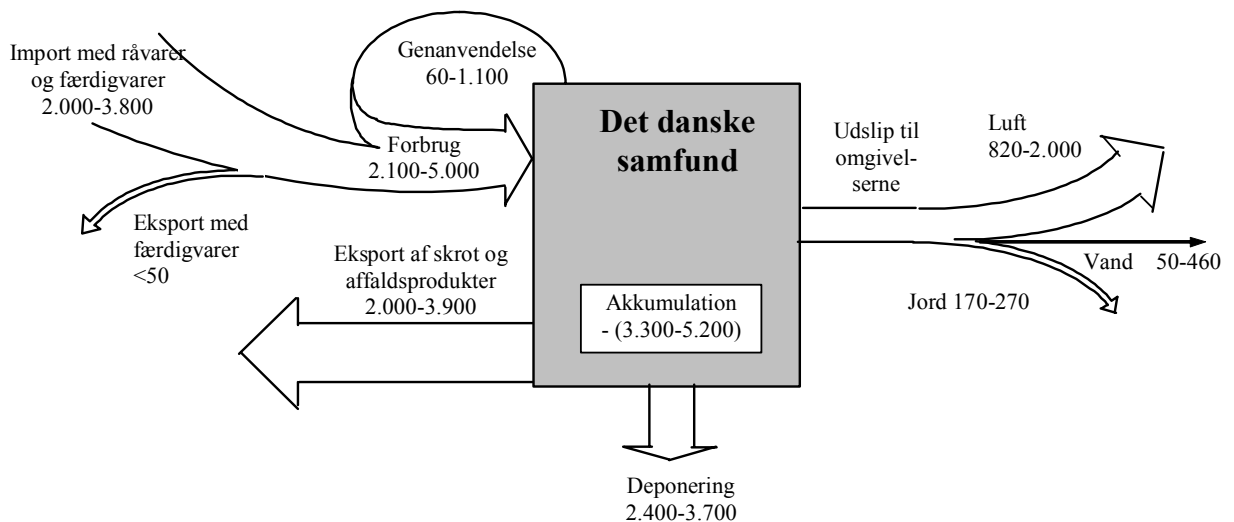 Import med råvarer
og færdigvarer
2.000-3.800
Genanvendelse
60-1.100
Forbrug
2.100-5.000
Eksport med
færdigvarer
<50
Eksport af skrot og
affaldsprodukter
2.000-3.900
Det danske
samfund
Akkumulation
- (3.300-5.200)
Deponering
2.400-3.700
Udslip til
omgivel-
serne
Luft
820-2.000
Vand 50-460
Jord 170-270